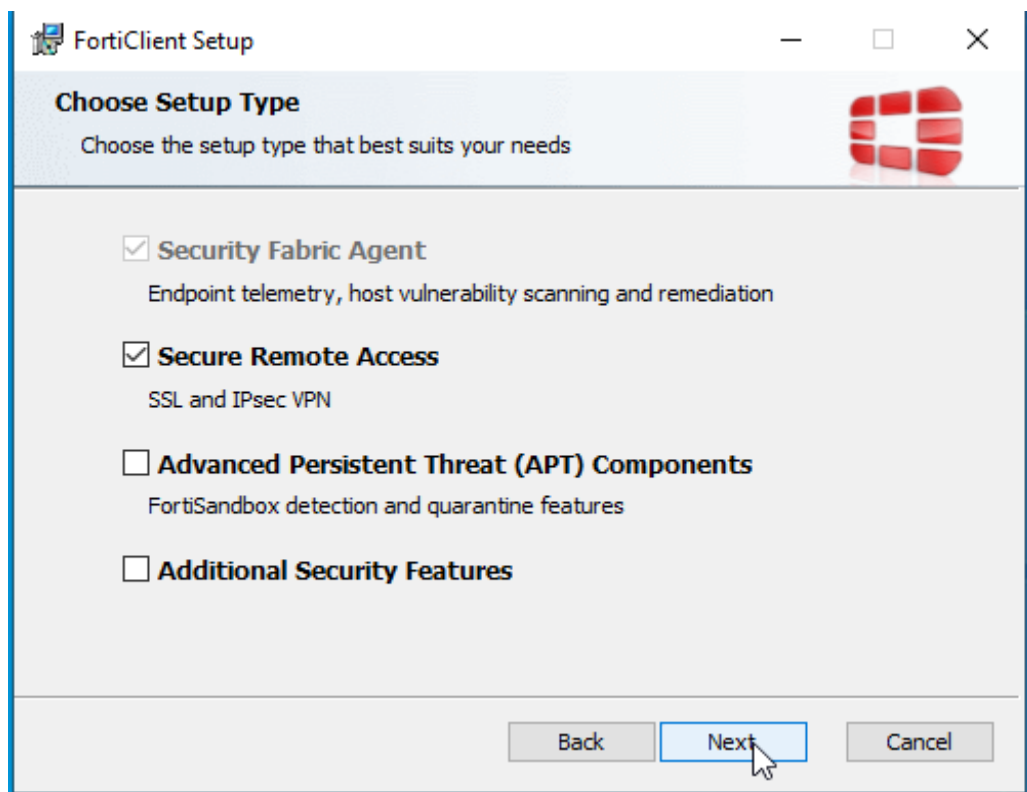 FortiClient Setup
Choose Setup Type
Choose the setup type that best suits your needs
Security Fabric Agent
Endpoint telemetry, host vulnerability scanning and remediation
Secure Remote Access
SSL and IPsec VPN
Advanced Persistent Threat (APT) Components
FortiSandbox detection and quarantine features
Additional Security Features
Back Next Cancel